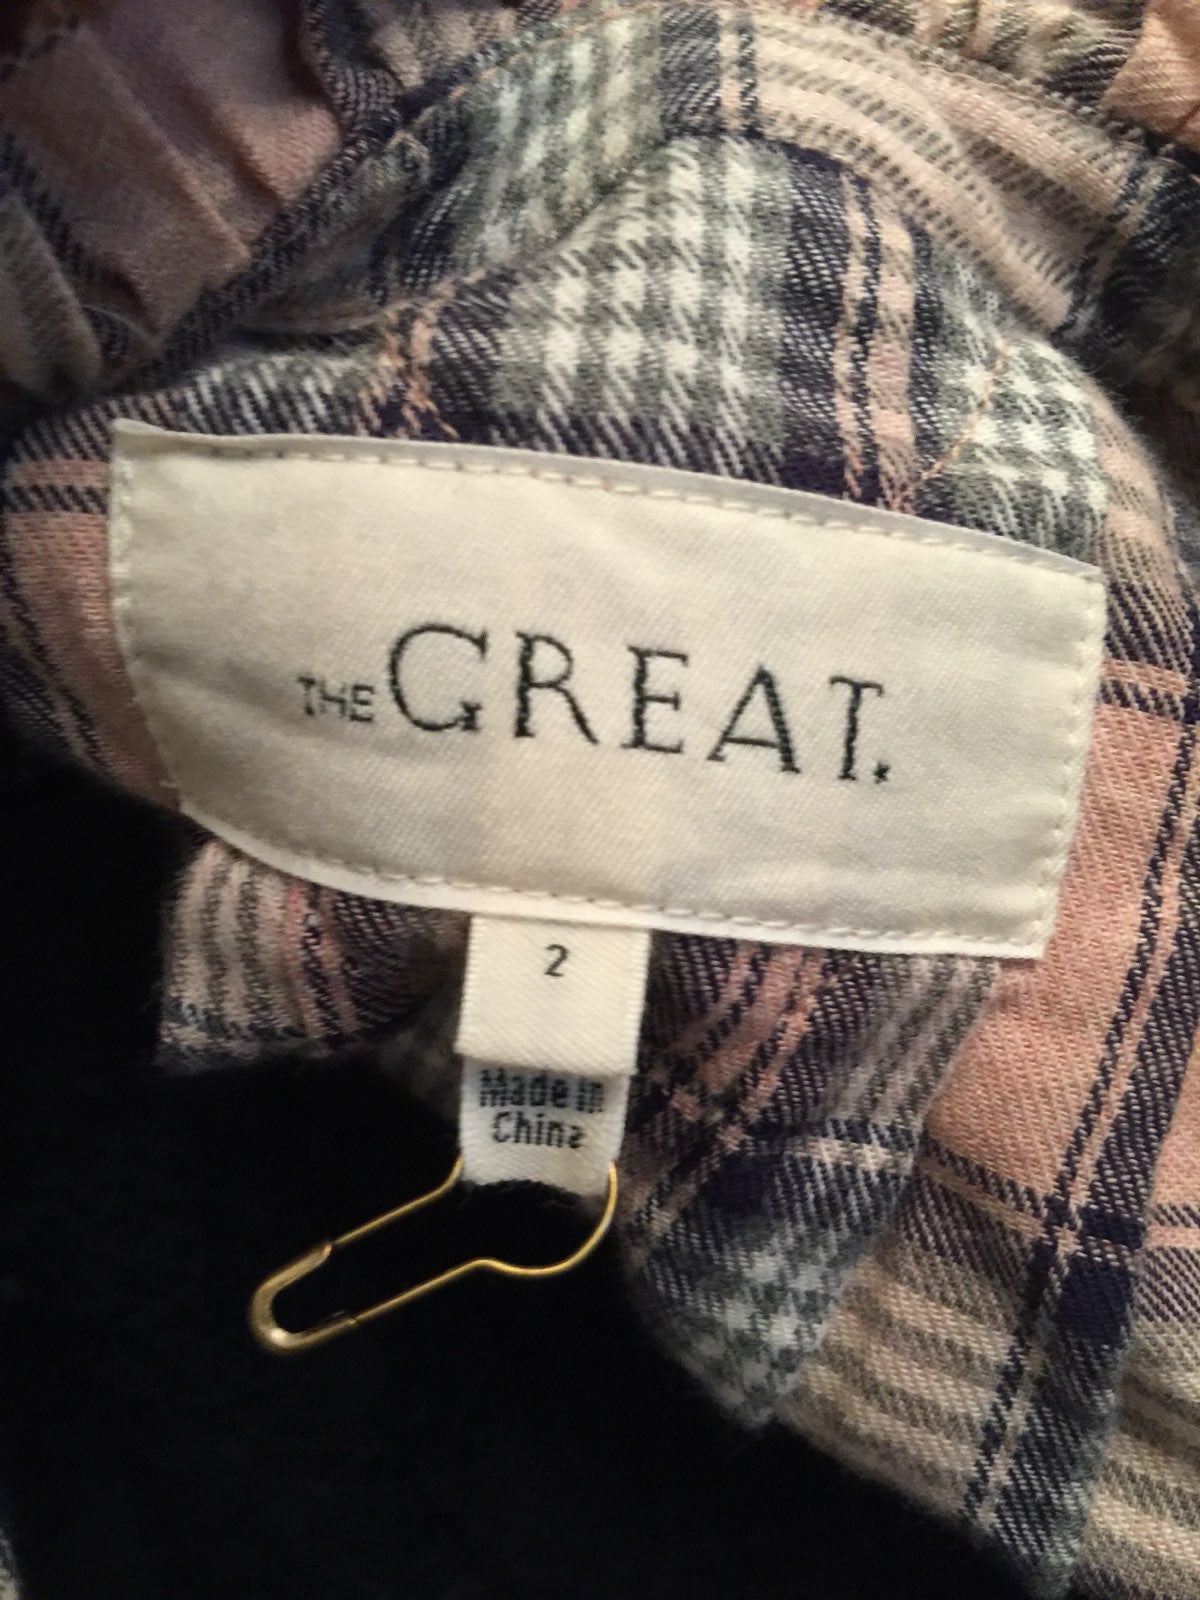 THE GREAT.
2
Made in
China